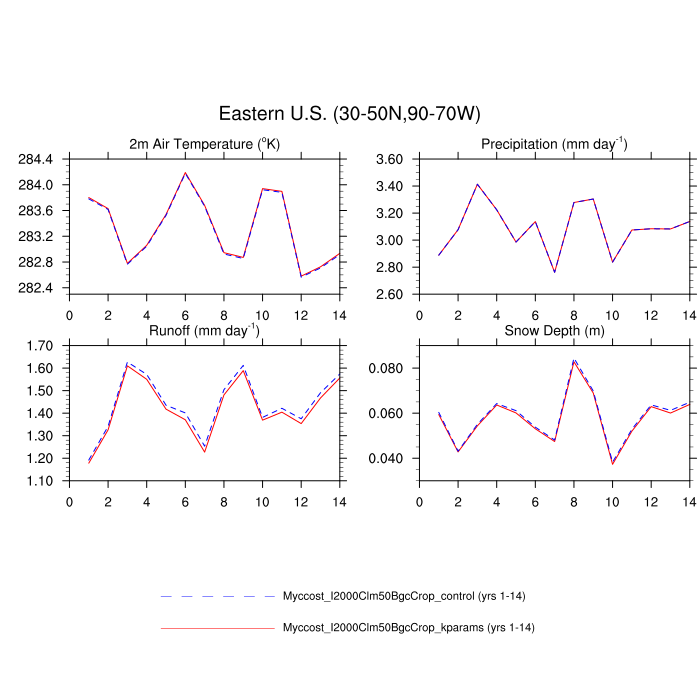 Eastern U.S. (30-50N,90-70W)
2m Air Temperature (°K)
Precipitation (mm day⁻¹)
284.4
284.0
283.6
283.2
282.8
282.4
0 2 4 6 8 10 12 14
3.60
3.40
3.20
3.00
2.80
2.60
0 2 4 6 8 10 12 14
Runoff (mm day⁻¹)
Snow Depth (m)
1.70
1.60
1.50
1.40
1.30
1.20
1.10
0 2 4 6 8 10 12 14
0.080
0.060
0.040
0 2 4 6 8 10 12 14
Myccost_I2000Clm50BgcCrop_control (yrs 1-14)
Myccost_I2000Clm50BgcCrop_kparams (yrs 1-14)